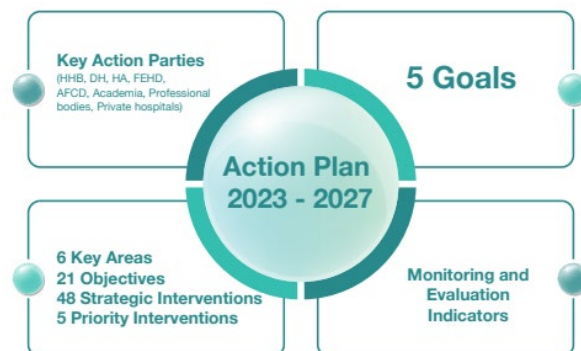 Key Action Parties
(HHB, DH, HA, FEHD,
AFCD, Academia, Professional
bodies, Private hospitals)
5 Goals
Action Plan
2023 - 2027
6 Key Areas
21 Objectives
48 Strategic Interventions
5 Priority Interventions
Monitoring and
Evaluation
Indicators